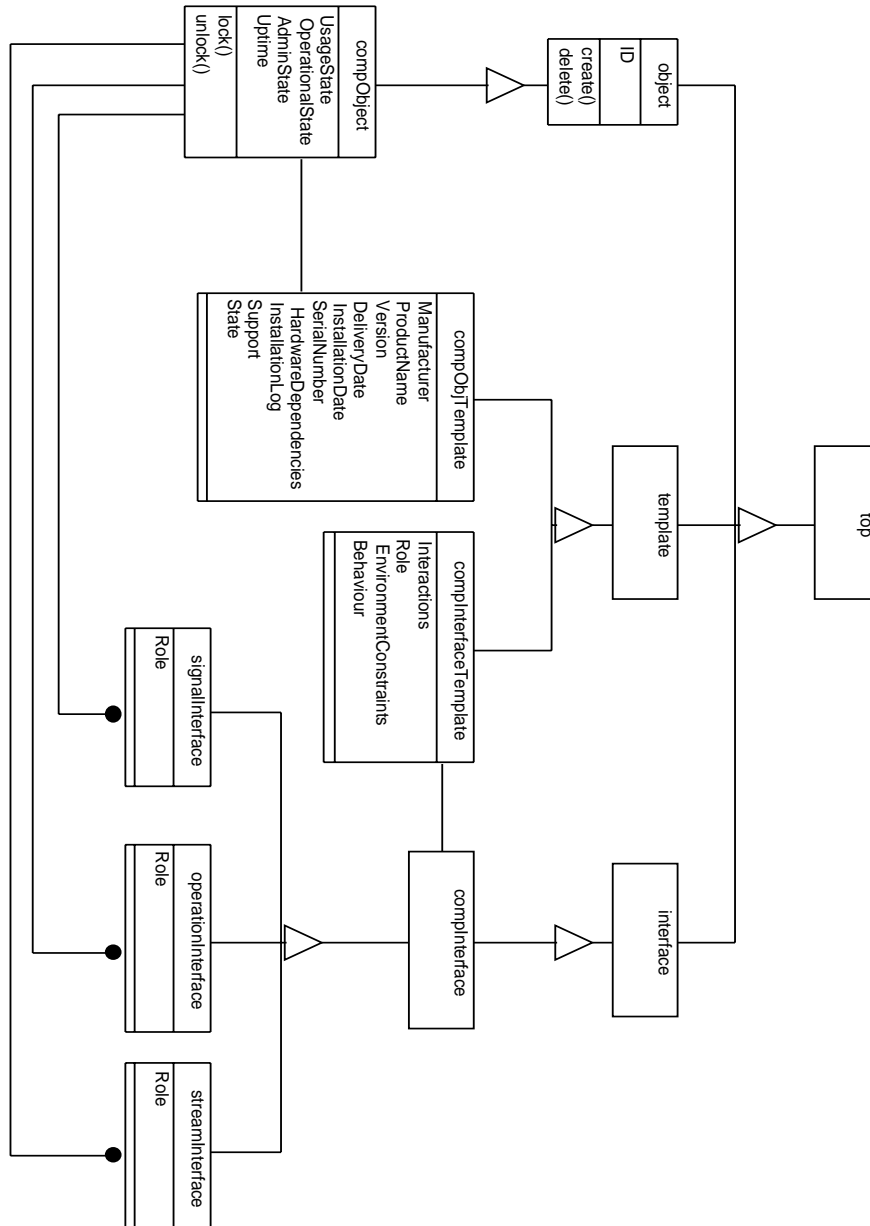 top
object
ID
create()
delete()
template
interface
compObject
UsageState
OperationalState
AdminState
Uptime
lock()
unlock()
compObjTemplate
Manufacturer
ProductName
Version
DeliveryDate
InstallationDate
SerialNumber
HardwareDependencies
InstallationLog
Support
State
compInterfaceTemplate
Interactions
Role
EnvironmentConstraints
Behaviour
compInterface
signalInterface
Role
operationInterface
Role
streamInterface
Role